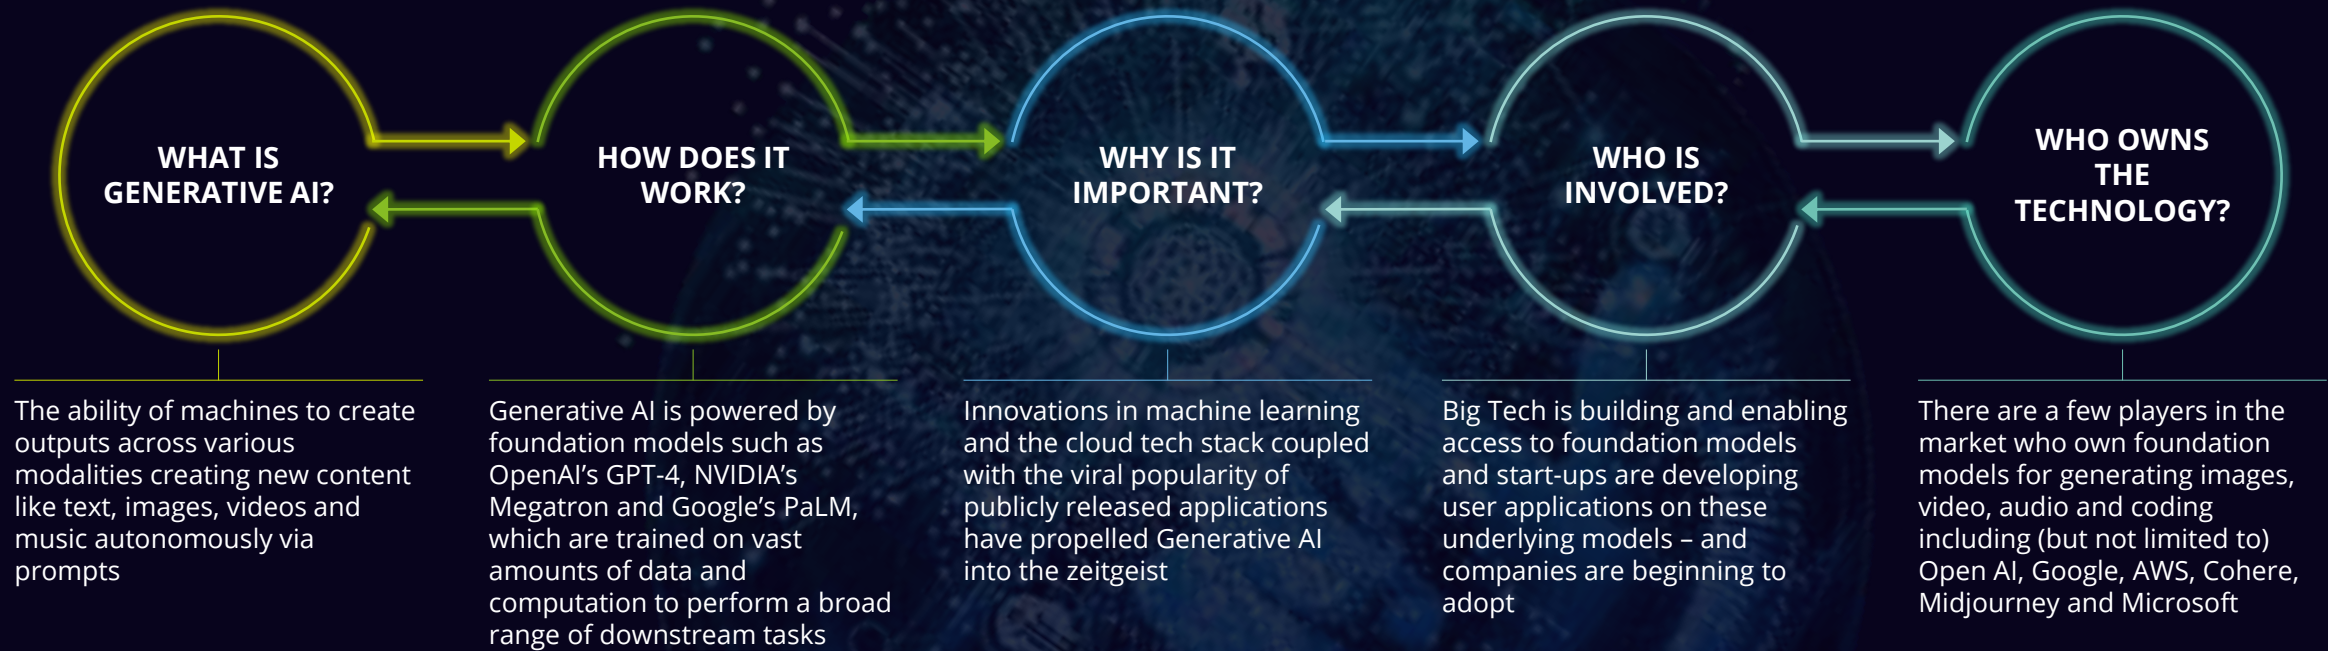 WHAT IS
GENERATIVE AI?
HOW DOES IT
WORK?
WHY IS IT
IMPORTANT?
WHO IS
INVOLVED?
WHO OWNS
THE
TECHNOLOGY?
The ability of machines to create
outputs across various
modalities creating new content
like text, images, videos and
music autonomously via
prompts
Generative AI is powered by
foundation models such as
OpenAI’s GPT-4, NVIDIA’s
Megatron and Google’s PaLM,
which are trained on vast
amounts of data and
computation to perform a broad
range of downstream tasks
Innovations in machine learning
and the cloud tech stack coupled
with the viral popularity of
publicly released applications
have propelled Generative AI
into the zeitgeist
Big Tech is building and enabling
access to foundation models
and start-ups are developing
user applications on these
underlying models – and
companies are beginning to
adopt
There are a few players in the
market who own foundation
models for generating images,
video, audio and coding
including (but not limited to)
Open AI, Google, AWS, Cohere,
Midjourney and Microsoft